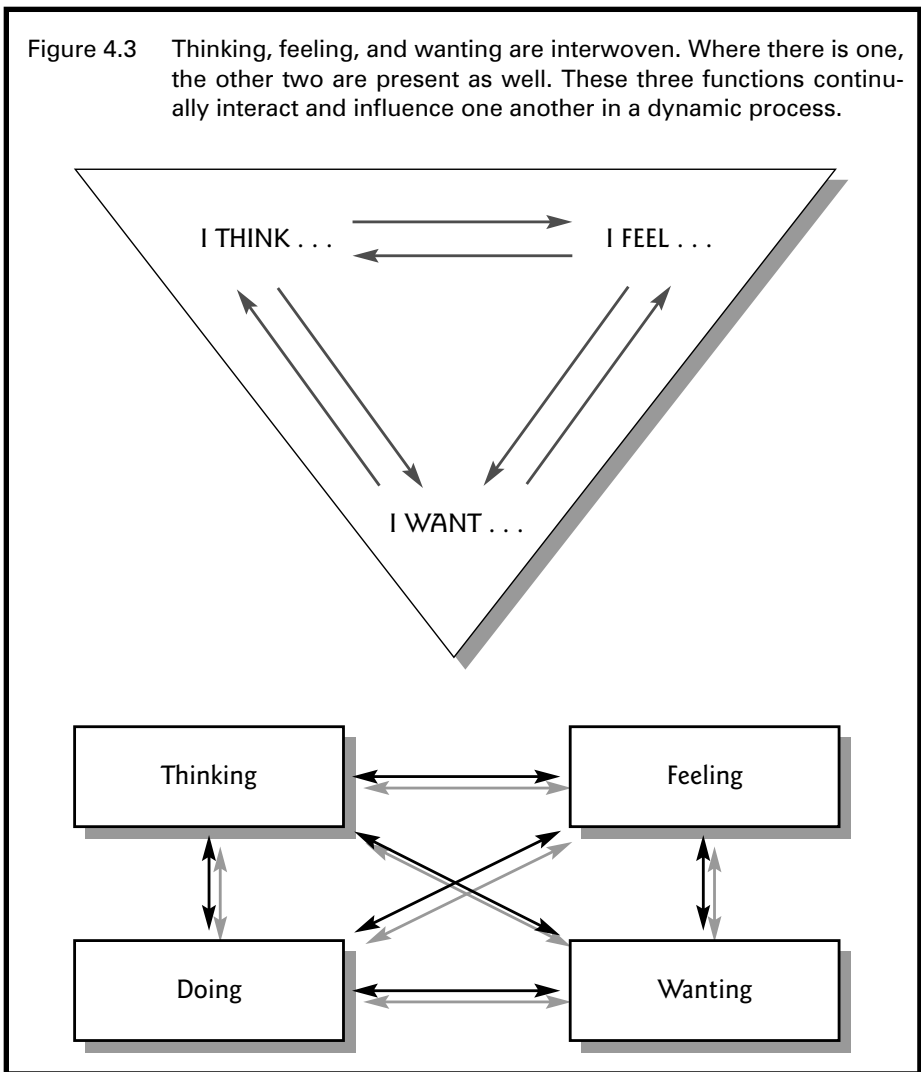 Figure 4.3 Thinking, feeling, and wanting are interwoven. Where there is one,
the other two are present as well. These three functions continu-
ally interact and influence one another in a dynamic process.
I THINK . . .
I FEEL . . .
I WANT . . .
Thinking
Feeling
Doing
Wanting